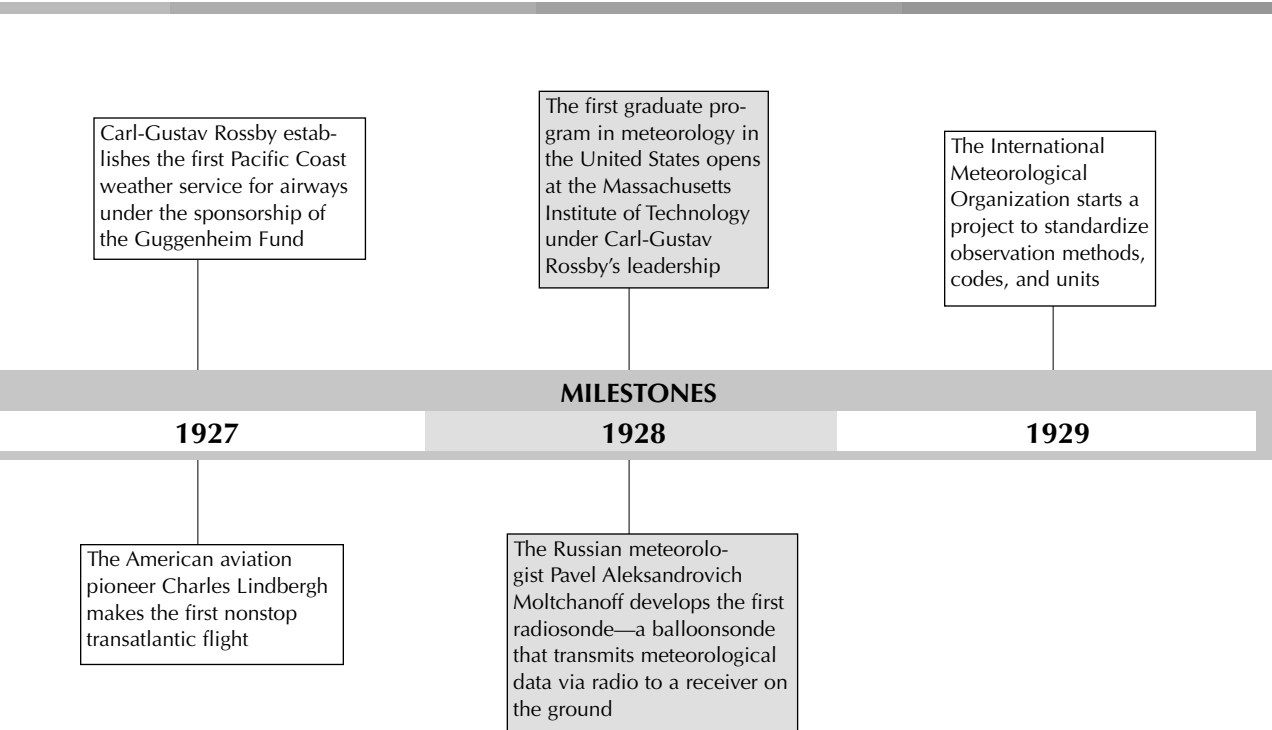 Carl-Gustav Rossby estab-
lishes the first Pacific Coast
weather service for airways
under the sponsorship of
the Guggenheim Fund
The first graduate pro-
gram in meteorology in
the United States opens
at the Massachusetts
Institute of Technology
under Carl-Gustav
Rossby’s leadership
The International
Meteorological
Organization starts a
project to standardize
observation methods,
codes, and units
MILESTONES
1927
1928
1929
The American aviation
pioneer Charles Lindbergh
makes the first nonstop
transatlantic flight
The Russian meteorolo-
gist Pavel Aleksandrovich
Moltchanoff develops the first
radiosonde—a balloonsonde
that transmits meteorological
data via radio to a receiver on
the ground